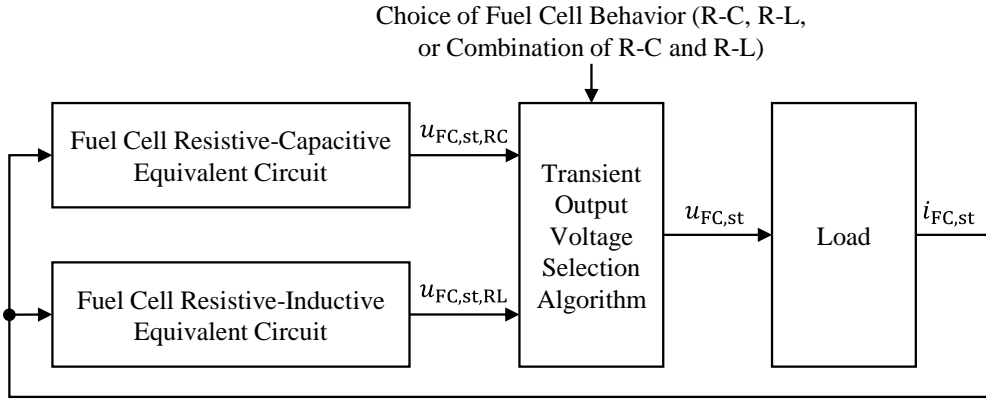 Choice of Fuel Cell Behavior (R-C, R-L,
or Combination of R-C and R-L)
Fuel Cell Resistive-Capacitive
Equivalent Circuit
u_FC,st,RC
Transient
Output
Voltage
Selection
Algorithm
u_FC,st
Load
i_FC,st
Fuel Cell Resistive-Inductive
Equivalent Circuit
u_FC,st,RL